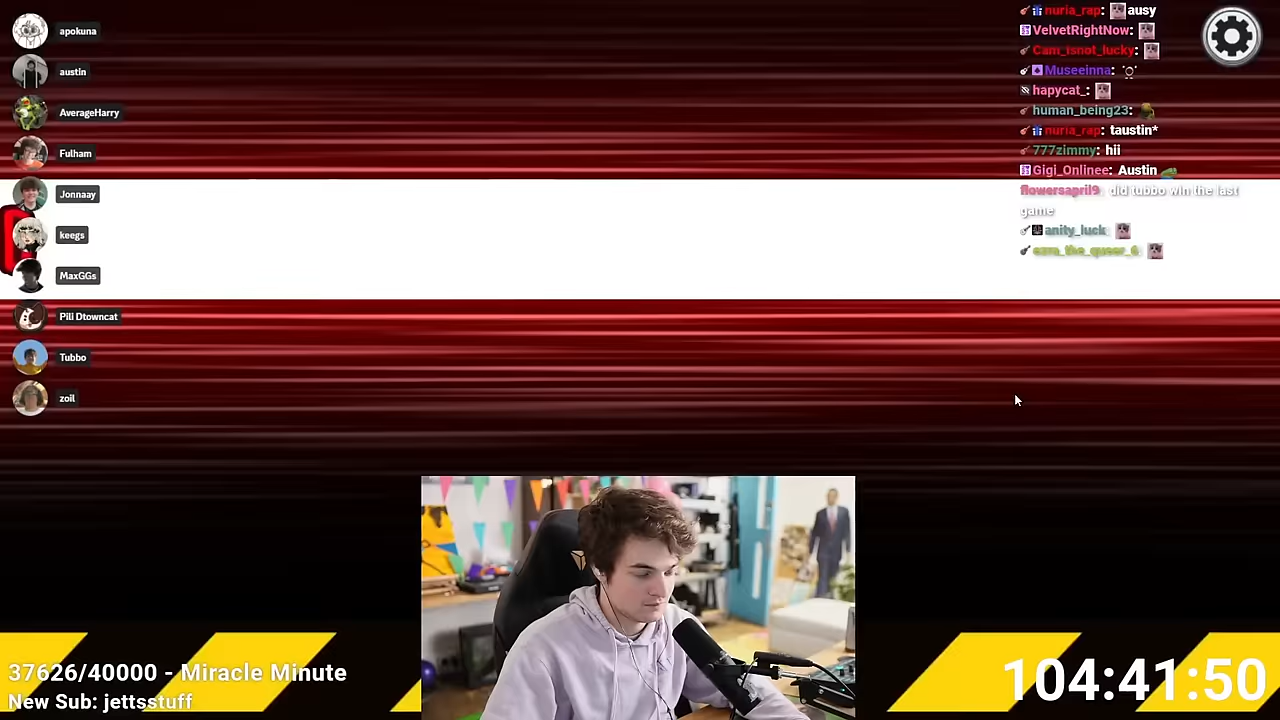 apokuna
austin
AverageHarry
Fulham
Jonnaay
keegs
MaxGGs
Pili Dtowncat
Tubbo
zoil
nuria_rap: ausy
VelvetRightNow:
Cam_isnot_lucky:
Museeinna:
hapycat_:
human_being23:
nuria_rap: taustin*
777zimmy: hii
Gigi_Onlinee: Austin
flowersapril9: did tubbo win the last
game
anity_luck:
ezra_the_queer_6:
37626/40000 - Miracle Minute
New Sub: jettsstuff
104:41:50